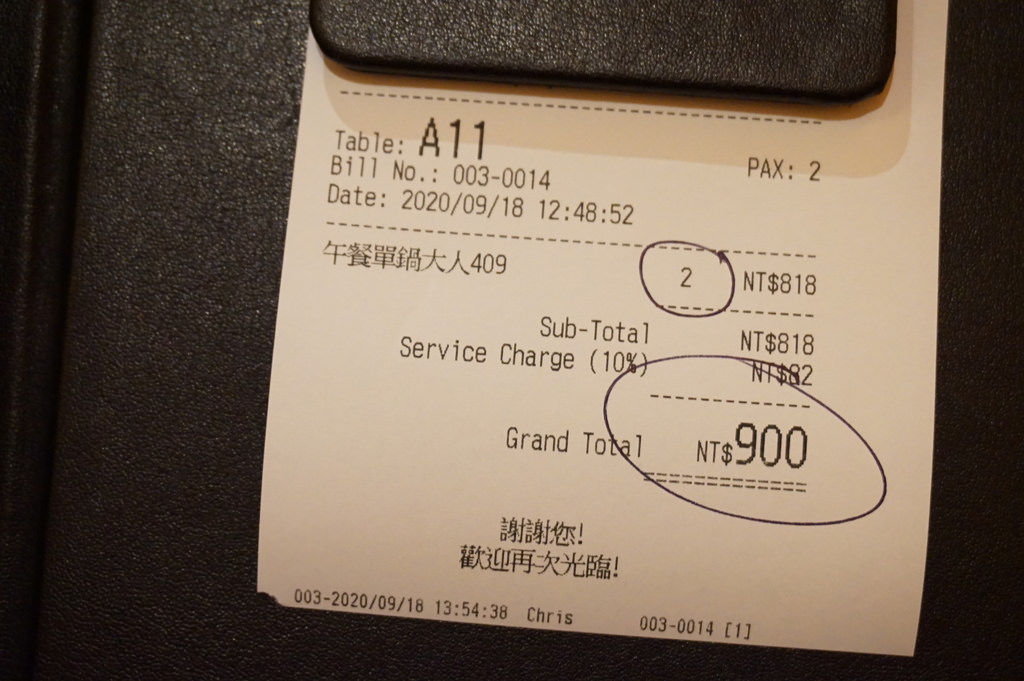 Table: A11 PAX: 2
Bill No.: 003-0014
Date: 2020/09/18 12:48:52
午餐單鍋大人409 2 NT$818
Sub-Total NT$818
Service Charge (10%) NT$82
Grand Total NT$900
謝謝您!
歡迎再次光臨!
003-2020/09/18 13:54:38 Chris 003-0014 [1]